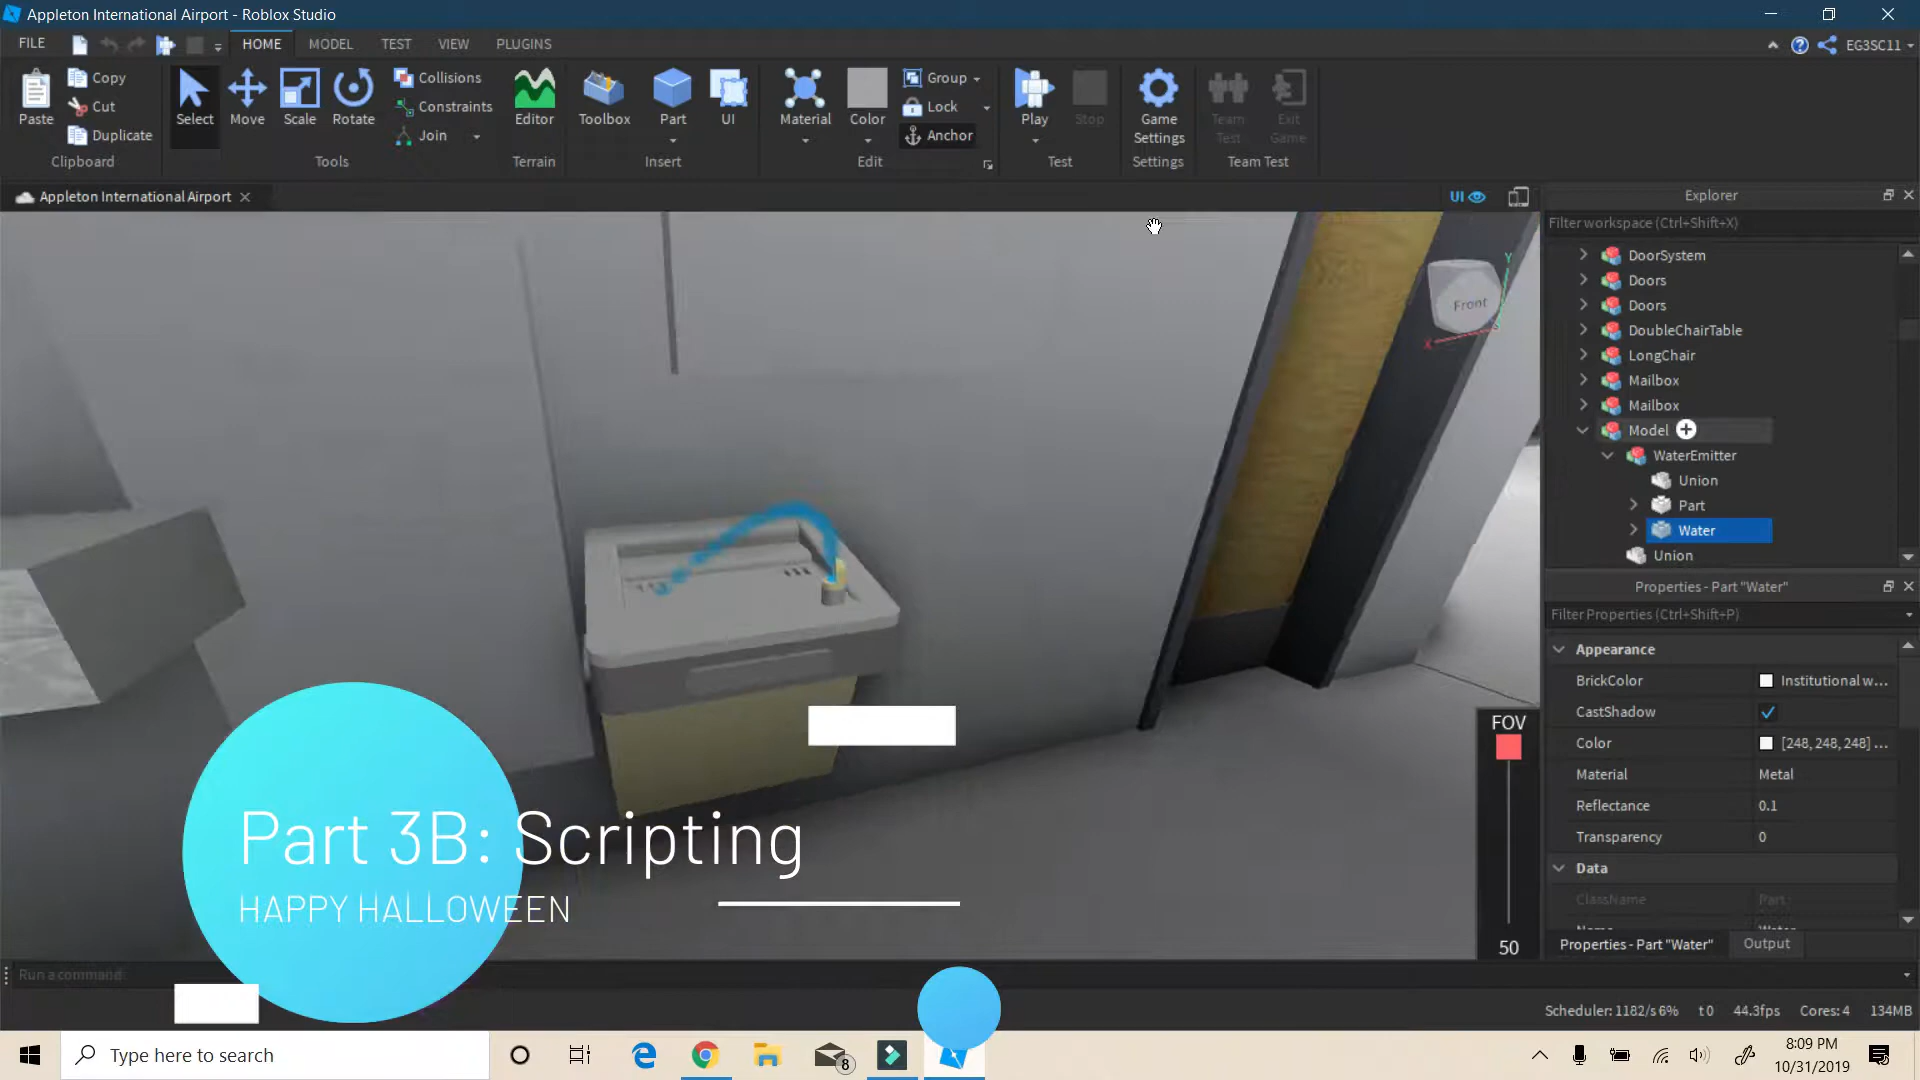 Appleton International Airport - Roblox Studio
FILE
HOME
MODEL
TEST
VIEW
PLUGINS
EG3SC11
Paste
Copy
Cut
Duplicate
Clipboard
Select
Move
Scale
Rotate
Tools
Collisions
Constraints
Join
Editor
Terrain
Toolbox
Part
UI
Insert
Material
Color
Group
Lock
Anchor
Edit
Play
Stop
Test
Game
Settings
Settings
Team
Test
Exit
Game
Team Test
Appleton International Airport
UI
Explorer
Filter workspace (Ctrl+Shift+X)
DoorSystem
Doors
Doors
DoubleChairTable
LongChair
Mailbox
Mailbox
Model
WaterEmitter
Union
Part
Water
Union
Front
Y
X
Properties - Part "Water"
Filter Properties (Ctrl+Shift+P)
Appearance
BrickColor Institutional w...
CastShadow
Color [248, 248, 248] ...
Material Metal
Reflectance 0.1
Transparency 0
Data
ClassName Part
Properties - Part "Water"
Output
FOV
50
Part 3B: Scripting
HAPPY HALLOWEEN
Run a command
Scheduler: 1182/s 6% t 0 44.3fps Cores: 4 134MB
Type here to search
8
8:09 PM
10/31/2019